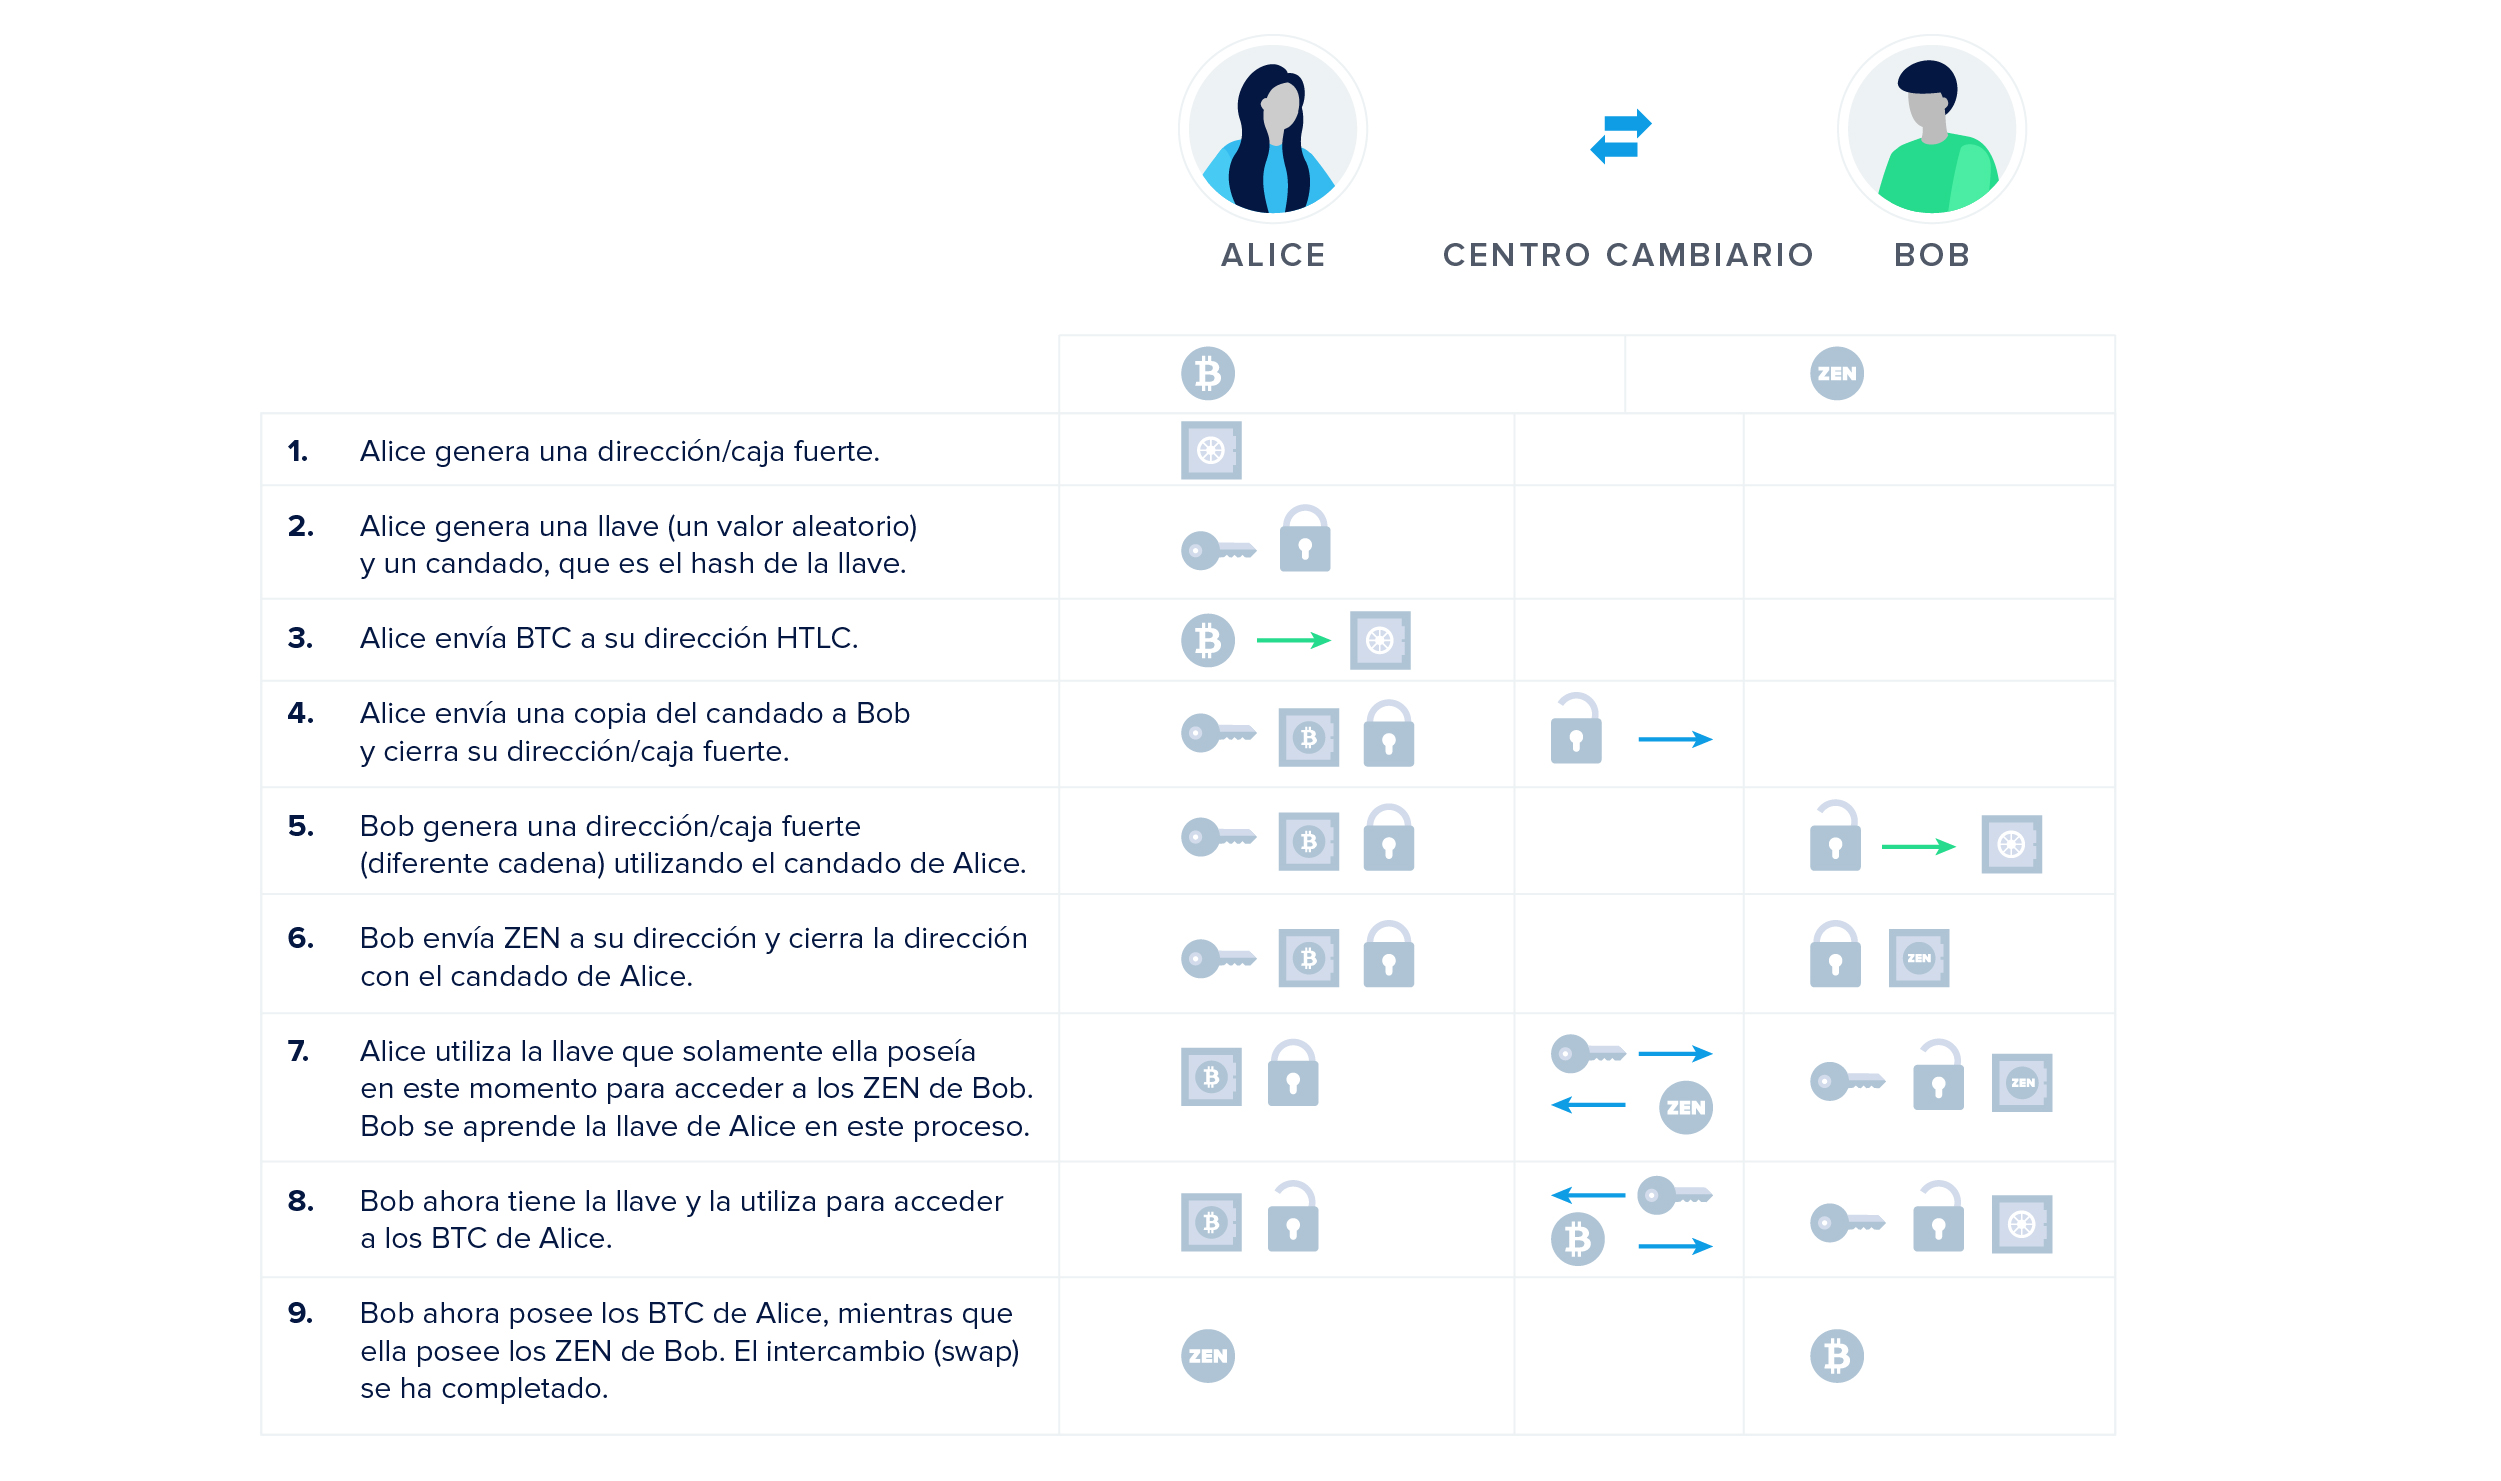 ALICE
CENTRO CAMBIARIO
BOB
ZEN
1. Alice genera una dirección/caja fuerte.
2. Alice genera una llave (un valor aleatorio)
y un candado, que es el hash de la llave.
3. Alice envía BTC a su dirección HTLC.
4. Alice envía una copia del candado a Bob
y cierra su dirección/caja fuerte.
5. Bob genera una dirección/caja fuerte
(diferente cadena) utilizando el candado de Alice.
6. Bob envía ZEN a su dirección y cierra la dirección
con el candado de Alice.
ZEN
7. Alice utiliza la llave que solamente ella poseía
en este momento para acceder a los ZEN de Bob.
Bob se aprende la llave de Alice en este proceso.
ZEN
ZEN
8. Bob ahora tiene la llave y la utiliza para acceder
a los BTC de Alice.
9. Bob ahora posee los BTC de Alice, mientras que
ella posee los ZEN de Bob. El intercambio (swap)
se ha completado.
ZEN